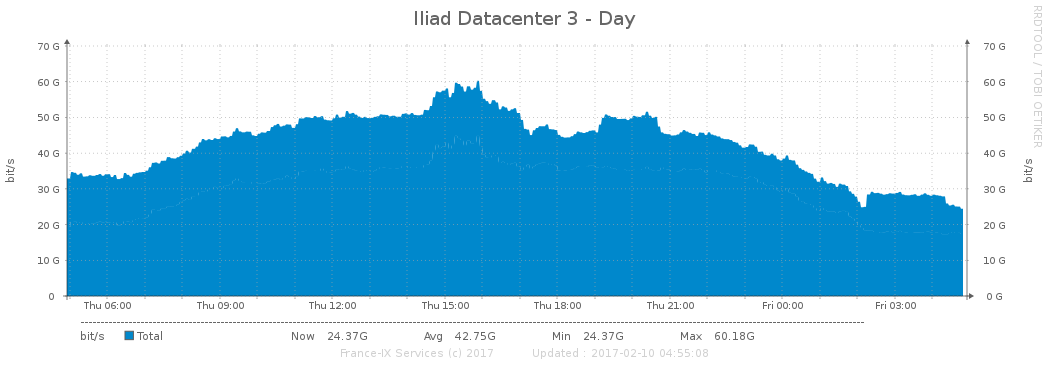 Iliad Datacenter 3 - Day
RRDTOOL / TOBI OETIKER
70 G 70 G
60 G 60 G
50 G 50 G
40 G 40 G
30 G 30 G
20 G 20 G
10 G 10 G
0 0 G
bit/s bit/s
Thu 06:00 Thu 09:00 Thu 12:00 Thu 15:00 Thu 18:00 Thu 21:00 Fri 00:00 Fri 03:00
bit/s Total Now 24.37G Avg 42.75G Min 24.37G Max 60.18G
France-IX Services (c) 2017 Updated : 2017-02-10 04:55:08